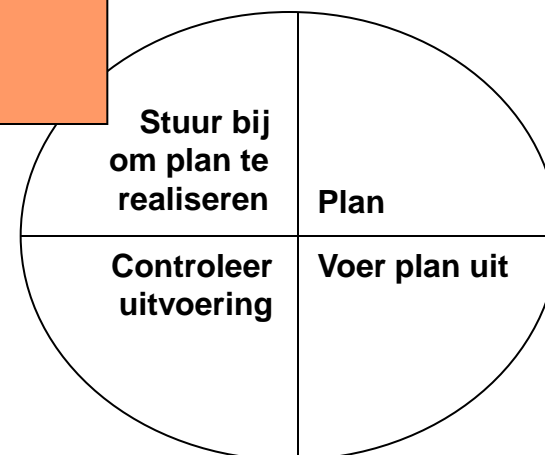 Stuur bij
om plan te
realiseren
Plan
Controleer
uitvoering
Voer plan uit